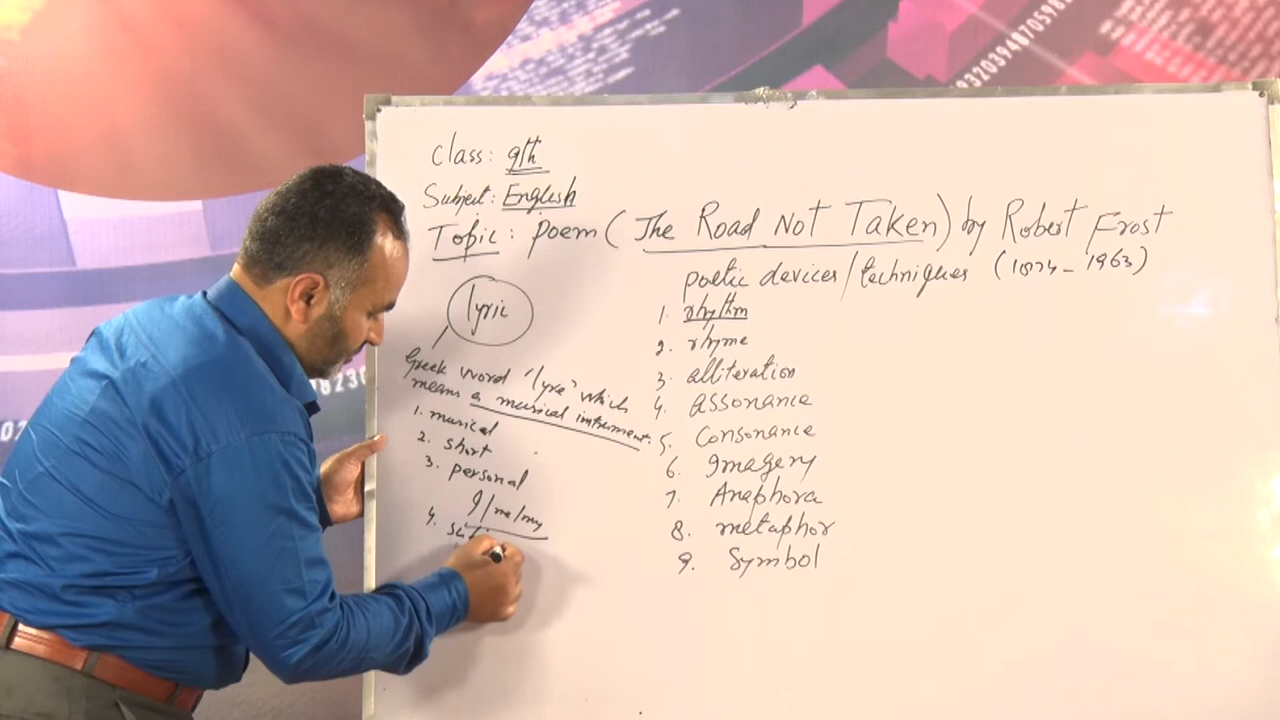 Class: 9th
Subject: English
Topic: Poem (The Road Not Taken) by Robert Frost
(1874-1963)
poetic devices/techniques
1. rhythm
2. rhyme
3. alliteration
4. Assonance
5. Consonance
6. Imagery
7. Anaphora
8. metaphor
9. Symbol
lyric
Greek word "lyre" which
means a musical instrument.
1. musical
2. short
3. personal
I/me/my
4.